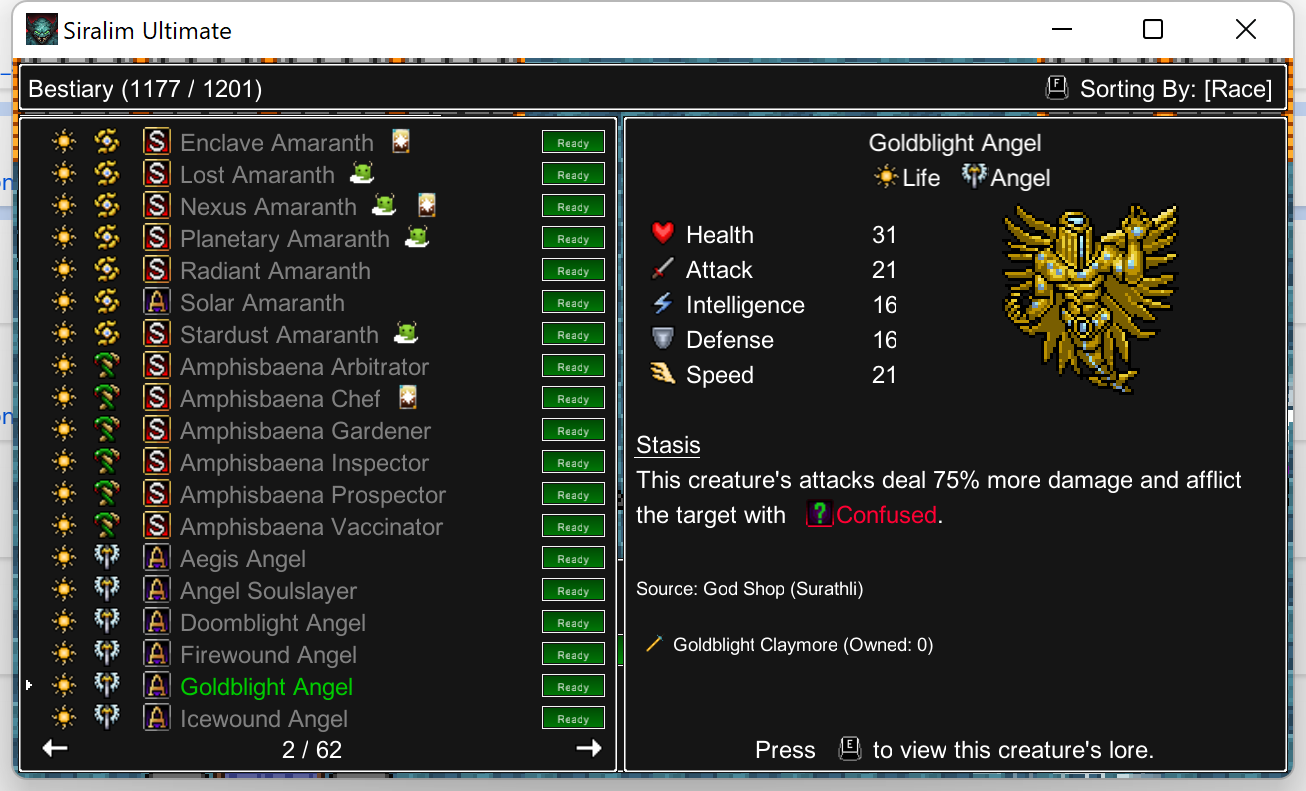 Siralim Ultimate
Bestiary (1177 / 1201)
F Sorting By: [Race]
S Enclave Amaranth Ready
S Lost Amaranth Ready
S Nexus Amaranth Ready
S Planetary Amaranth Ready
S Radiant Amaranth Ready
A Solar Amaranth Ready
S Stardust Amaranth Ready
S Amphisbaena Arbitrator Ready
S Amphisbaena Chef Ready
S Amphisbaena Gardener Ready
S Amphisbaena Inspector Ready
S Amphisbaena Prospector Ready
S Amphisbaena Vaccinator Ready
A Aegis Angel Ready
A Angel Soulslayer Ready
A Doomblight Angel Ready
A Firewound Angel Ready
A Goldblight Angel Ready
A Icewound Angel Ready
2 / 62
Goldblight Angel
Life Angel
Health 31
Attack 21
Intelligence 16
Defense 16
Speed 21
Stasis
This creature's attacks deal 75% more damage and afflict
the target with ? Confused.
Source: God Shop (Surathli)
Goldblight Claymore (Owned: 0)
Press E to view this creature's lore.